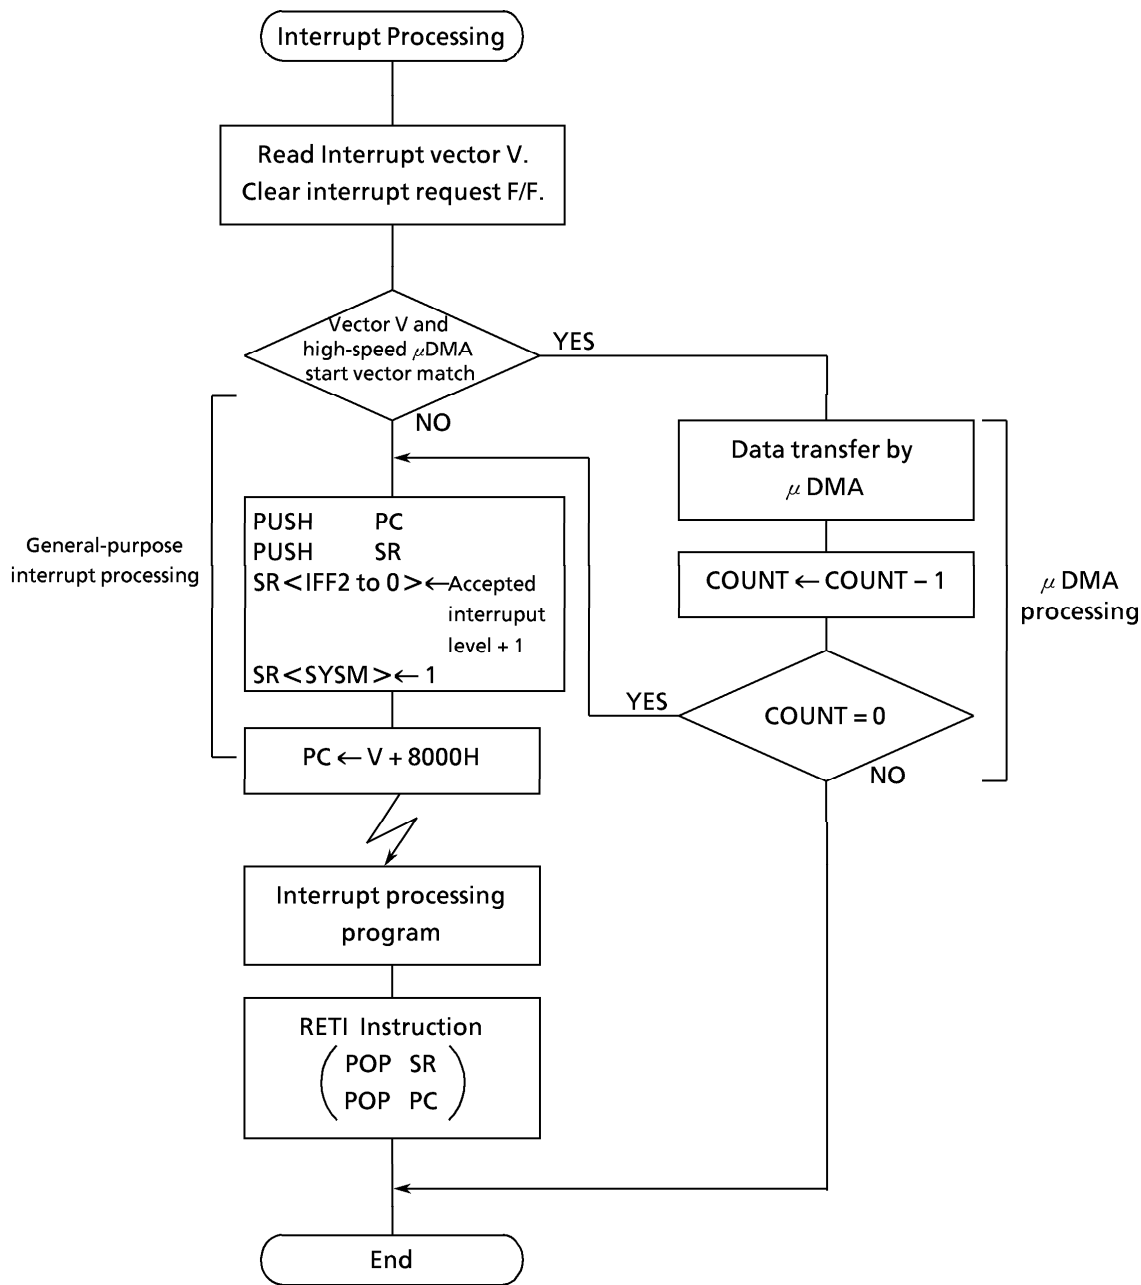 Interrupt Processing
Read Interrupt vector V.
Clear interrupt request F/F.
Vector V and
high-speed μDMA
start vector match
YES
NO
General-purpose
interrupt processing
PUSH PC
PUSH SR
SR<IFF2 to 0>←Accepted
interruput
level + 1
SR<SYSM>← 1
PC ← V + 8000H
Interrupt processing
program
RETI Instruction
POP SR
POP PC
Data transfer by
μ DMA
COUNT ← COUNT − 1
COUNT = 0
YES
NO
μ DMA
processing
End